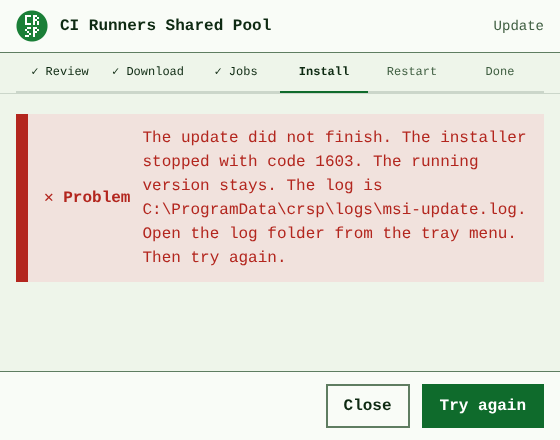 CR
SP
CI Runners Shared Pool
Update
✓ Review
✓ Download
✓ Jobs
Install
Restart
Done
× Problem
The update did not finish. The installer
stopped with code 1603. The running
version stays. The log is
C:\ProgramData\crsp\logs\msi-update.log.
Open the log folder from the tray menu.
Then try again.
Close
Try again